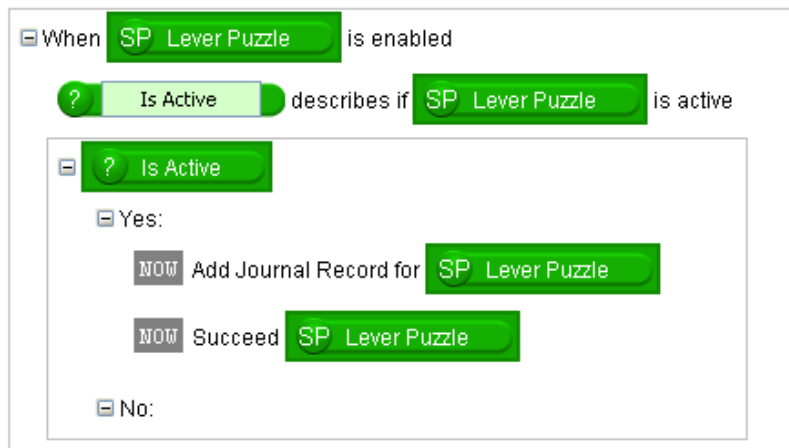 When SP Lever Puzzle is enabled
? Is Active describes if SP Lever Puzzle is active
? Is Active
Yes:
NOW Add Journal Record for SP Lever Puzzle
NOW Succeed SP Lever Puzzle
No: